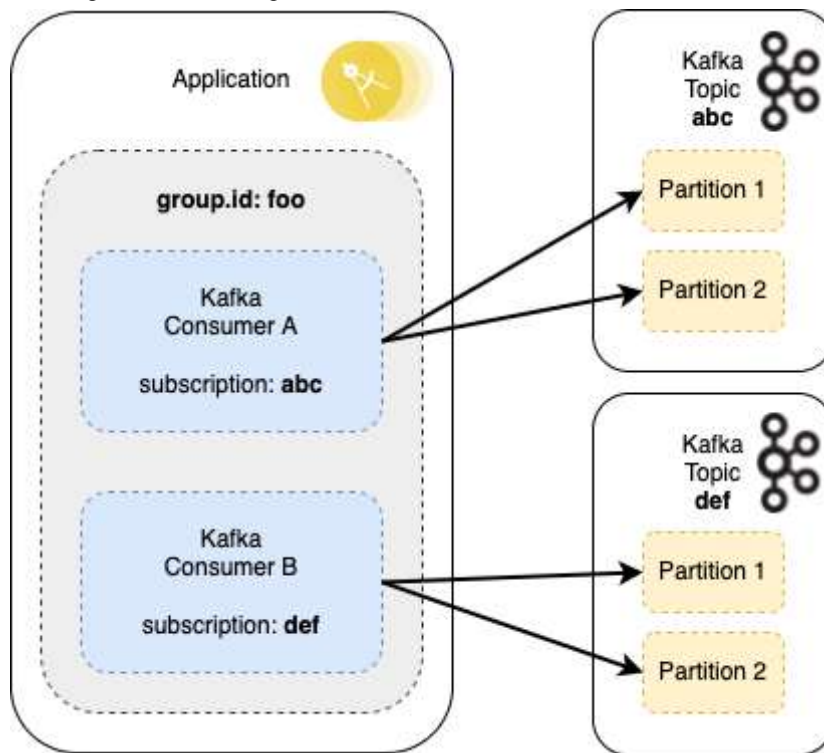 Application
group.id: foo
Kafka
Consumer A
subscription: abc
Kafka
Consumer B
subscription: def
Kafka
Topic
abc
Partition 1
Partition 2
Kafka
Topic
def
Partition 1
Partition 2